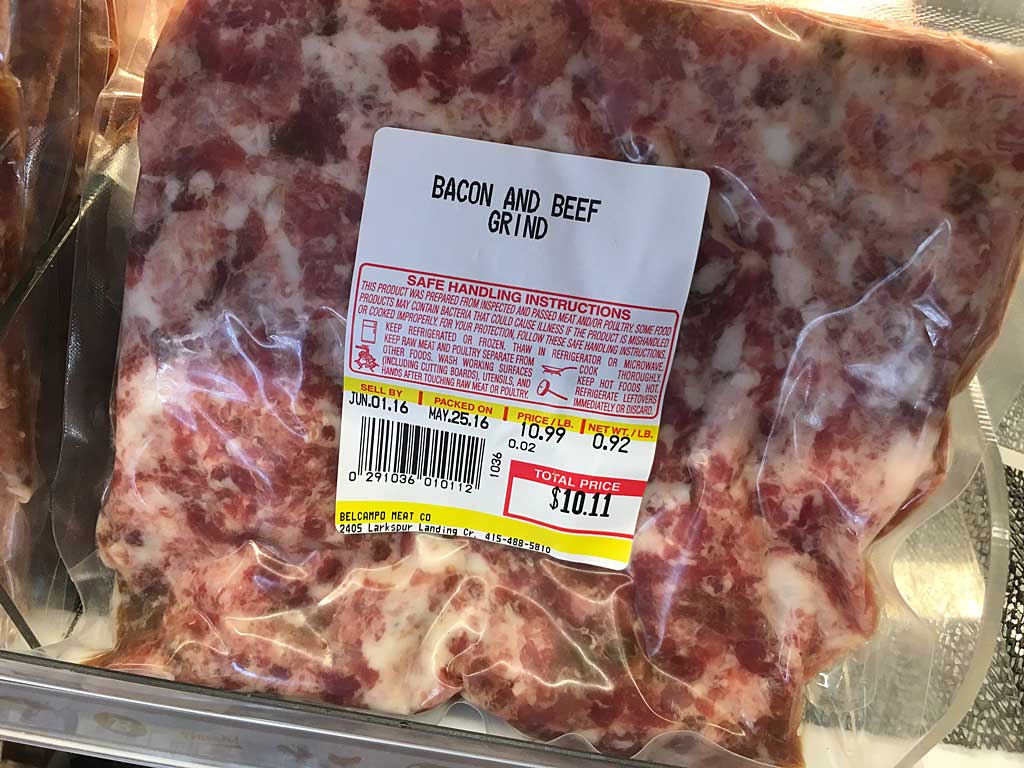 BACON AND BEEF
GRIND
SAFE HANDLING INSTRUCTIONS
THIS PRODUCT WAS PREPARED FROM INSPECTED AND PASSED MEAT AND/OR POULTRY. SOME FOOD
PRODUCTS MAY CONTAIN BACTERIA THAT COULD CAUSE ILLNESS IF THE PRODUCT IS MISHANDLED
OR COOKED IMPROPERLY. FOR YOUR PROTECTION, FOLLOW THESE SAFE HANDLING INSTRUCTIONS.
KEEP REFRIGERATED OR FROZEN. THAW IN REFRIGERATOR OR MICROWAVE.
KEEP RAW MEAT AND POULTRY SEPARATE FROM
OTHER FOODS. WASH WORKING SURFACES
(INCLUDING CUTTING BOARDS), UTENSILS, AND
HANDS AFTER TOUCHING RAW MEAT OR POULTRY.
COOK THOROUGHLY.
KEEP HOT FOODS HOT.
REFRIGERATE LEFTOVERS
IMMEDIATELY OR DISCARD.
SELL BY PACKED ON PRICE / LB. NET WT. / LB.
JUN.01.16 MAY.25.16 10.99 0.92
0.02
1036
0 291036 010112
TOTAL PRICE
$10.11
BELCAMPO MEAT CO
2405 Larkspur Landing Cr. 415-488-5810